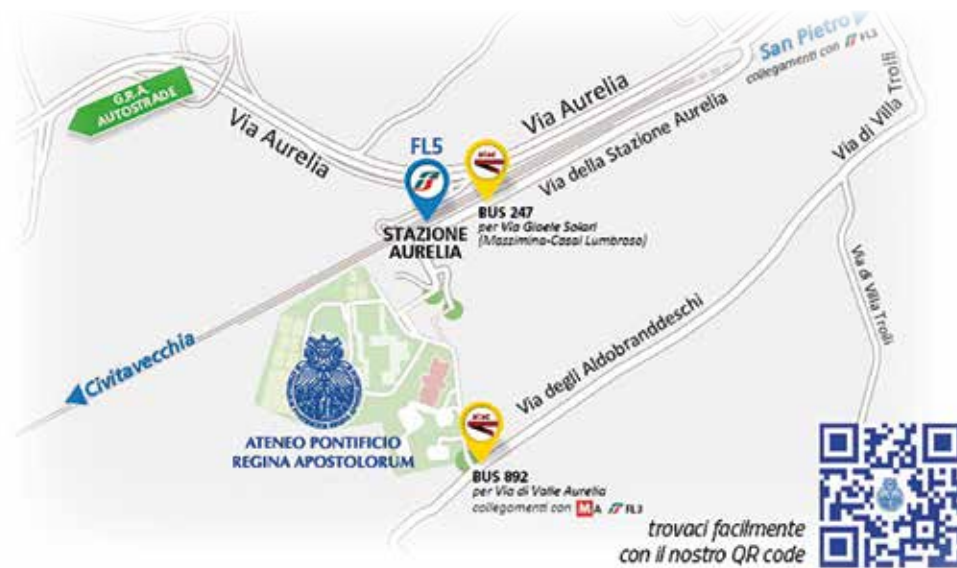 San Pietro
collegamenti con FL3
G.R.A.
AUTOSTRADE
Via Aurelia
Via Aurelia
Via della Stazione Aurelia
Via di Villa Troili
FL5
STAZIONE
AURELIA
BUS 247
per Via Gioele Solari
(Massimina-Casal Lumbroso)
Via di Villa Troili
Civitavecchia
Via degli Aldobranddeschi
ATENEO PONTIFICIO
REGINA APOSTOLORUM
BUS 892
per Via di Valle Aurelia
collegamenti con M A FL3
trovaci facilmente
con il nostro QR code